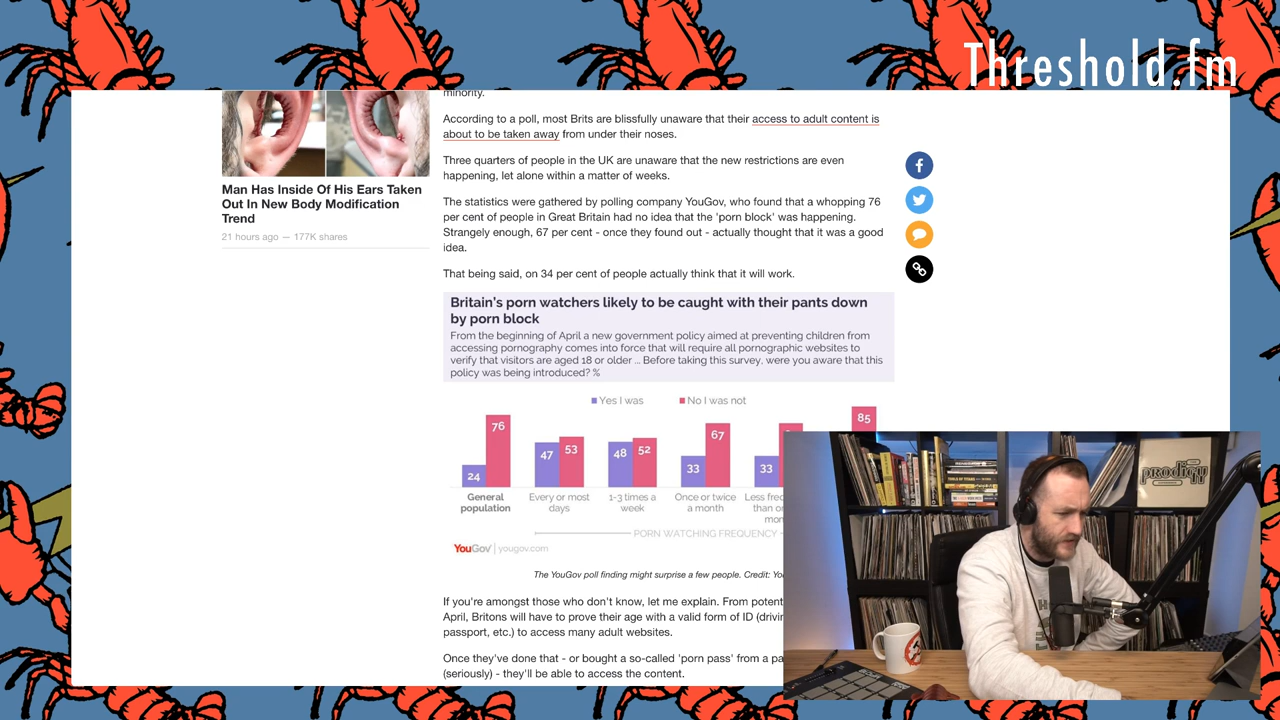 Threshold.fm
minority.
According to a poll, most Brits are blissfully unaware that their access to adult content is
about to be taken away from under their noses.
Three quarters of people in the UK are unaware that the new restrictions are even
happening, let alone within a matter of weeks.
The statistics were gathered by polling company YouGov, who found that a whopping 76
per cent of people in Great Britain had no idea that the 'porn block' was happening.
Strangely enough, 67 per cent - once they found out - actually thought that it was a good
idea.
That being said, on 34 per cent of people actually think that it will work.
Man Has Inside Of His Ears Taken
Out In New Body Modification
Trend
21 hours ago — 177K shares
Britain's porn watchers likely to be caught with their pants down
by porn block
From the beginning of April a new government policy aimed at preventing children from
accessing pornography comes into force that will require all pornographic websites to
verify that visitors are aged 18 or older ... Before taking this survey, were you aware that this
policy was being introduced? %
Yes I was No I was not
24 76 47 53 48 52 33 67 33 85
General
population
Every or most
days
1-3 times a
week
Once or twice
a month
Less
than
PORN WATCHING FREQUENCY
YouGov | yougov.com
The YouGov poll finding might surprise a few people. Credit:
If you're amongst those who don't know, let me explain. From
April, Britons will have to prove their age with a valid form of ID
passport, etc.) to access many adult websites.
Once they've done that - or bought a so-called 'porn pass' from a
(seriously) - they'll be able to access the content.
prodigy